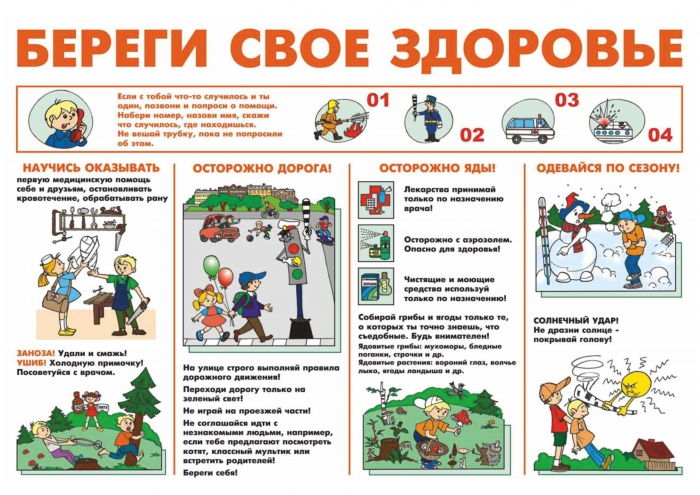 БЕРЕГИ СВОЕ ЗДОРОВЬЕ
Если с тобой что-то случилось и ты
один, позвони и попроси о помощи.
Набери номер, назови имя, скажи
что случилось, где находишься.
Не вешай трубку, пока не попросили
об этом.
01
02
03
04
НАУЧИСЬ ОКАЗЫВАТЬ
первую медицинскую помощь
себе и друзьям, остановливать
кровотечение, обрабатывать рану
ЗАНОЗА! Удали и смажь!
УШИБ! Холодную примочку!
Посоветуйся с врачом.
ОСТОРОЖНО ДОРОГА!
На улице строго выполняй правила
дорожного движения!
Переходи дорогу только на
зеленый свет!
Не играй на проезжей части!
Не соглашайся идти с
незнакомыми людьми, например,
если тебе предлагают посмотреть
котят, классный мультик или
встретить родителей!
Береги себя!
ОСТОРОЖНО ЯДЫ!
Лекарства принимай
только по назначению
врача!
Осторожно с аэрозолем.
Опасно для здоровья!
Чистящие и моющие
средства используй
только по назначению!
Собирай грибы и ягоды только те,
о которых ты точно знаешь, что
съедобные. Будь внимателен!
Ядовитые грибы: мухоморы, бледные
поганки, строчки и др.
Ядовитые растения: вороний глаз, волчье
лыко, ягоды ландыша и др.
ОДЕВАЙСЯ ПО СЕЗОНУ!
СОЛНЕЧНЫЙ УДАР!
Не дразни солнце -
покрывай голову!